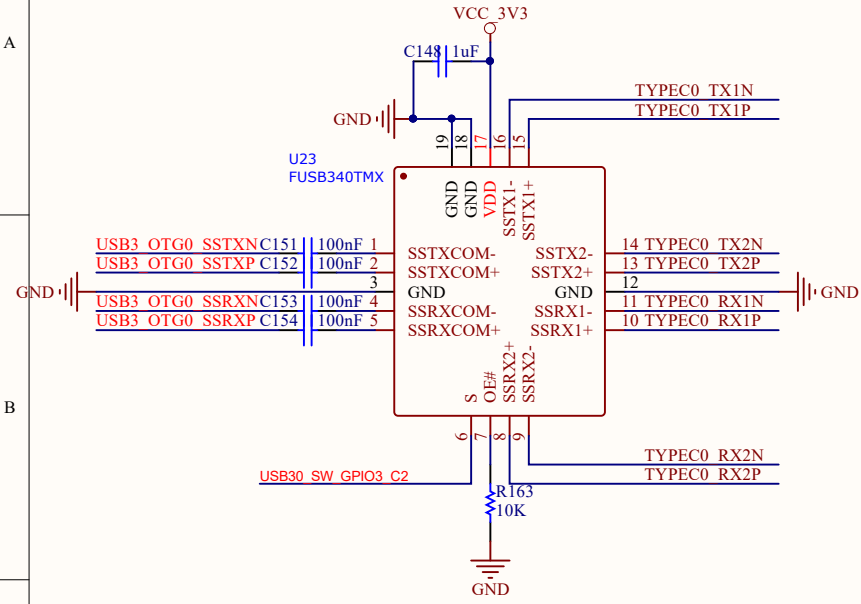 VCC_3V3
A
C148 1uF
TYPEC0_TX1N
GND
TYPEC0_TX1P
19 18 17 16 15
U23
FUSB340TMX
GND GND VDD SSTX1- SSTX1+
USB3_OTG0_SSTXN C151 100nF 1 SSTXCOM- SSTX2- 14 TYPEC0_TX2N
USB3_OTG0_SSTXP C152 100nF 2 SSTXCOM+ SSTX2+ 13 TYPEC0_TX2P
GND 3 GND GND 12 GND
USB3_OTG0_SSRXN C153 100nF 4 SSRXCOM- SSRX1- 11 TYPEC0_RX1N
USB3_OTG0_SSRXP C154 100nF 5 SSRXCOM+ SSRX1+ 10 TYPEC0_RX1P
S OE# SSRX2+ SSRX2-
B
6 7 8 9
TYPEC0_RX2N
USB30_SW_GPIO3_C2
TYPEC0_RX2P
R163
10K
GND